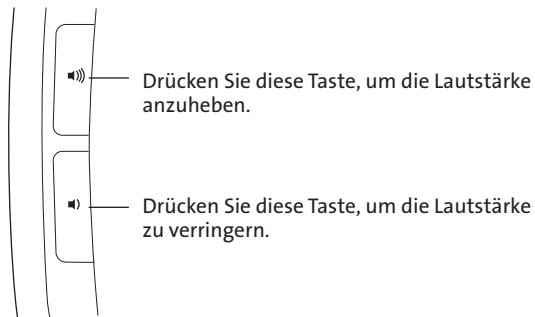 Drücken Sie diese Taste, um die Lautstärke
anzuheben.
Drücken Sie diese Taste, um die Lautstärke
zu verringern.